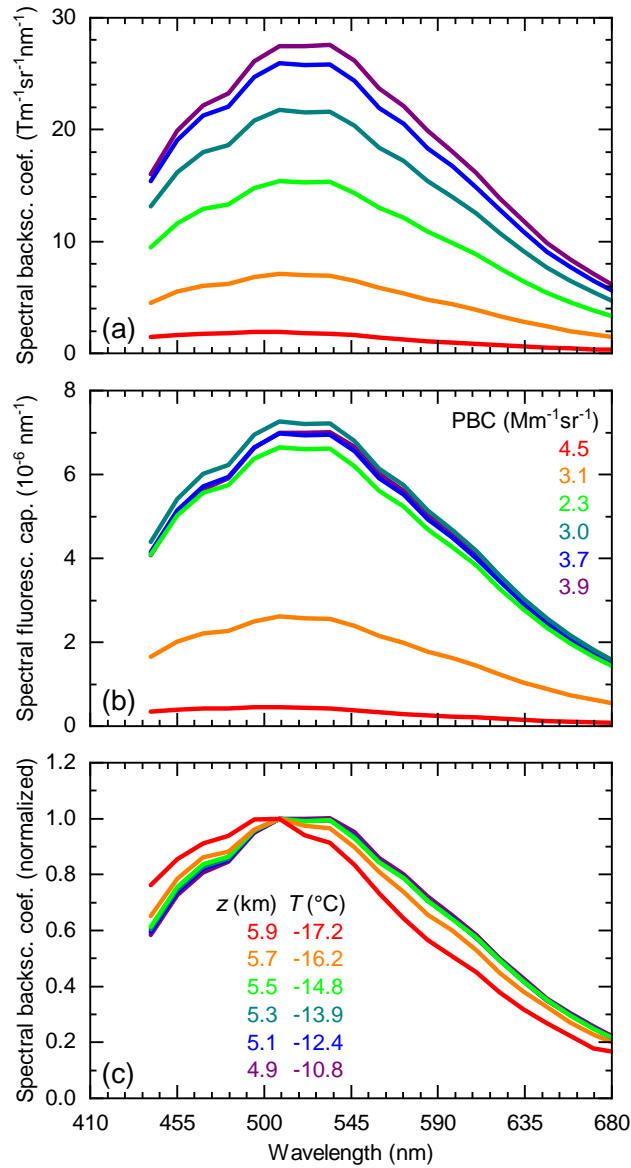 30
20
10
0
Spectral backsc. coef. (Tm⁻¹sr⁻¹nm⁻¹)
(a)
8
6
4
2
0
Spectral fluoresc. cap. (10⁻⁶ nm⁻¹)
PBC (Mm⁻¹sr⁻¹)
4.5
3.1
2.3
3.0
3.7
3.9
(b)
1.2
1.0
0.8
0.6
0.4
0.2
0.0
Spectral backsc. coef. (normalized)
z (km) T (°C)
5.9 -17.2
5.7 -16.2
5.5 -14.8
5.3 -13.9
5.1 -12.4
4.9 -10.8
(c)
410 455 500 545 590 635 680
Wavelength (nm)